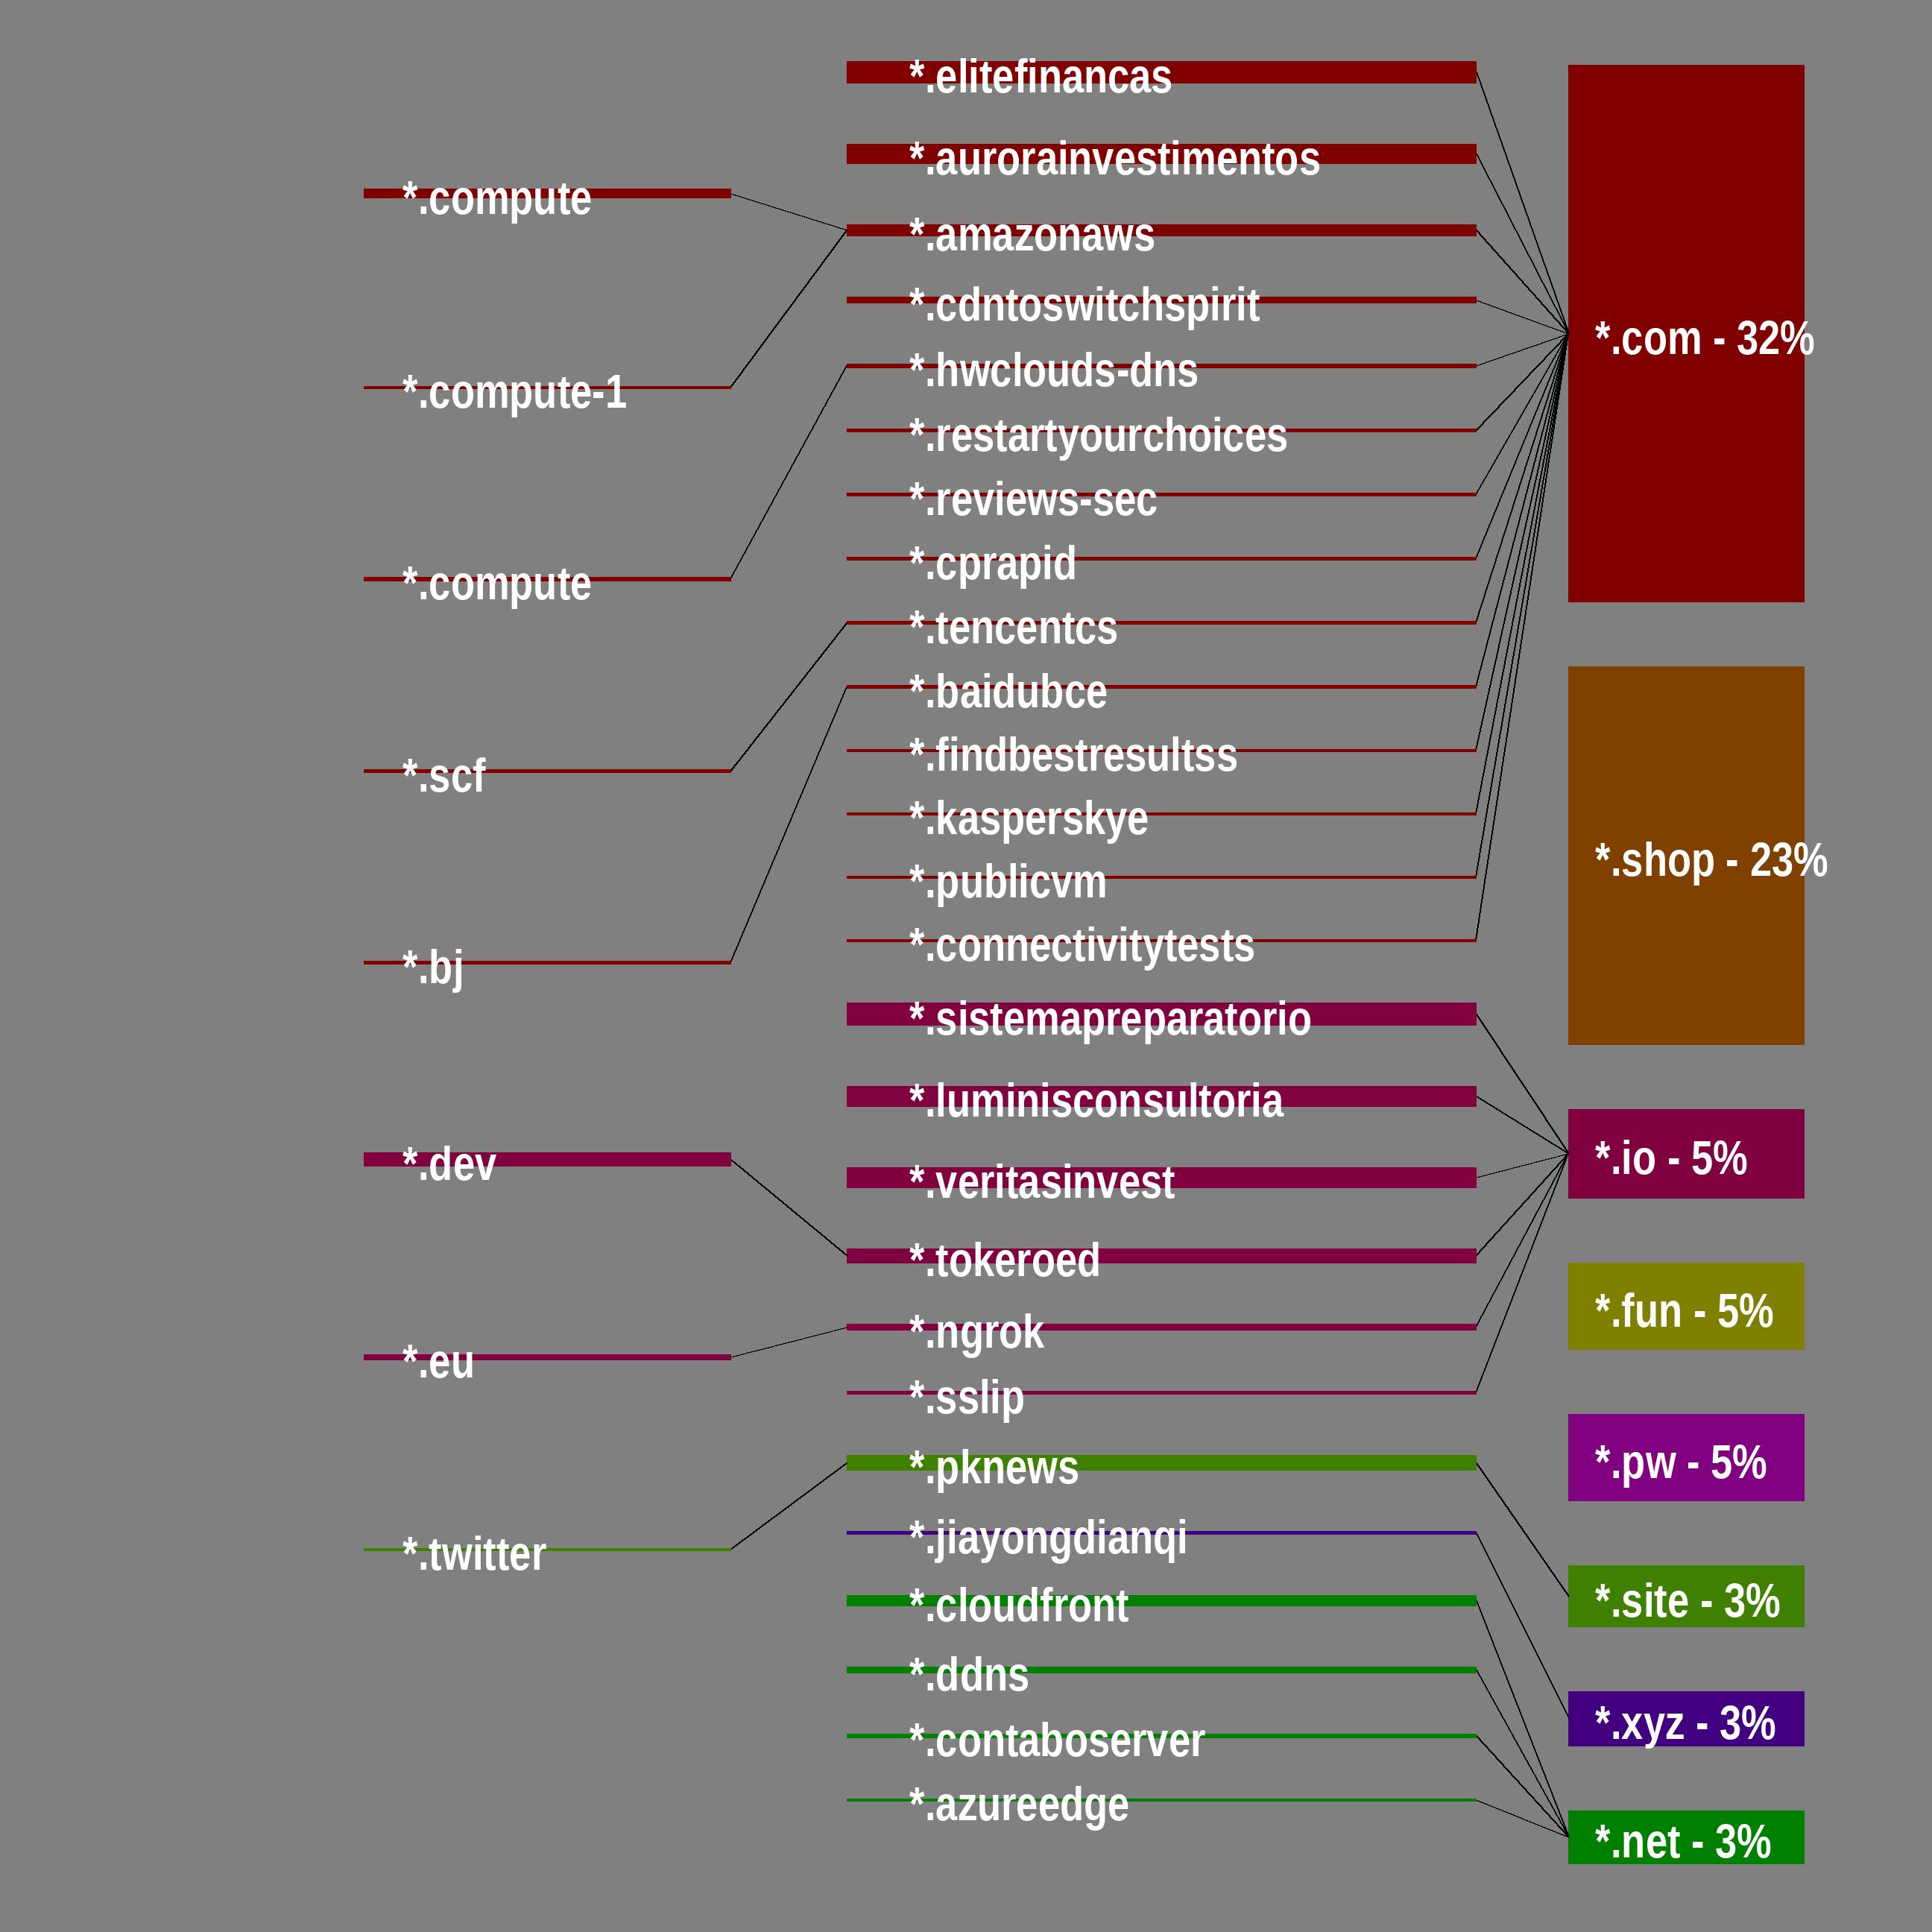 *.compute
*.compute-1
*.compute
*.scf
*.bj
*.dev
*.eu
*.twitter
*.elitefinancas
*.aurorainvestimentos
*.amazonaws
*.cdntoswitchspirit
*.hwclouds-dns
*.restartyourchoices
*.reviews-sec
*.cprapid
*.tencentcs
*.baidubce
*.findbestresultss
*.kasperskye
*.publicvm
*.connectivitytests
*.sistemapreparatorio
*.luminisconsultoria
*.veritasinvest
*.tokeroed
*.ngrok
*.sslip
*.pknews
*.jiayongdianqi
*.cloudfront
*.ddns
*.contaboserver
*.azureedge
*.com - 32%
*.shop - 23%
*.io - 5%
*.fun - 5%
*.pw - 5%
*.site - 3%
*.xyz - 3%
*.net - 3%